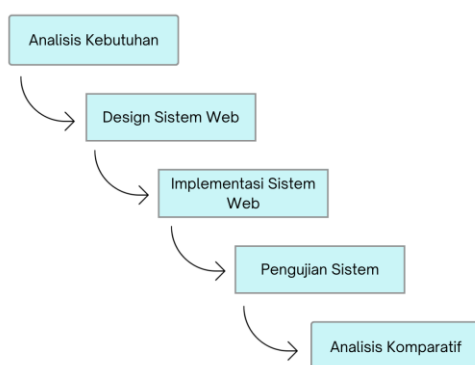 Analisis Kebutuhan
Design Sistem Web
Implementasi Sistem
Web
Pengujian Sistem
Analisis Komparatif